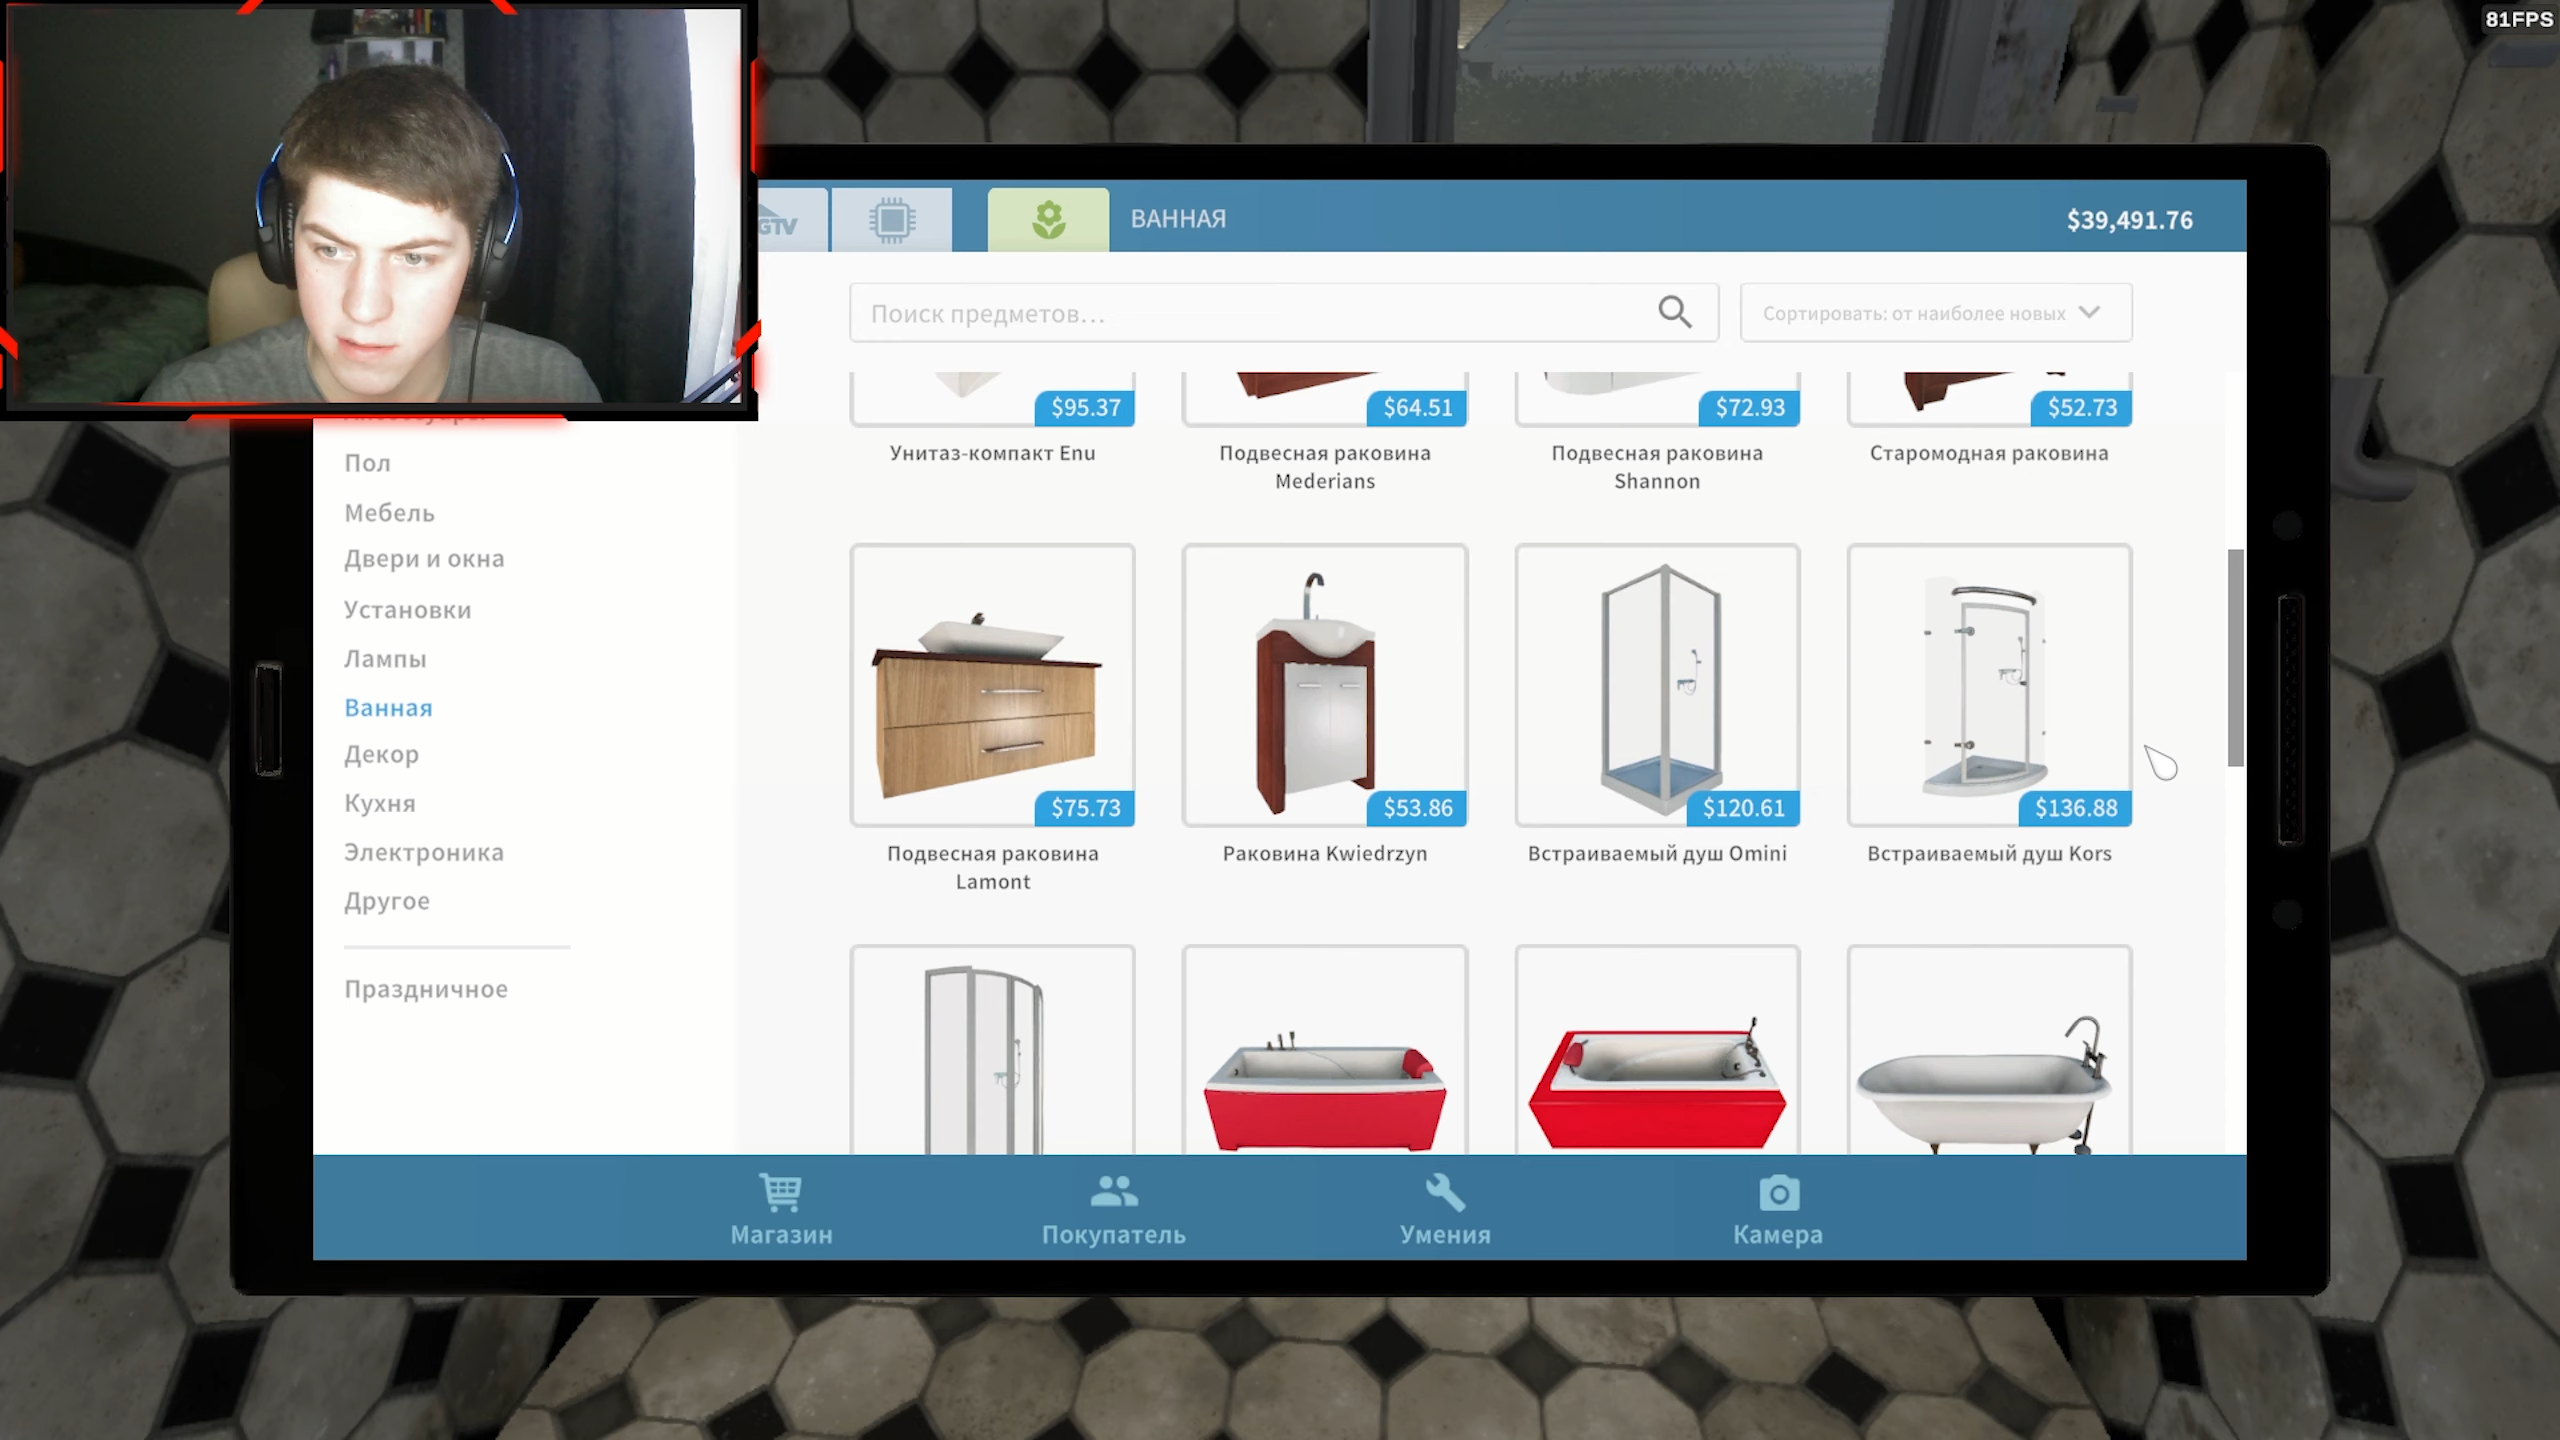 81FPS
GTV
ВАННАЯ
$39,491.76
Поиск предметов...
Сортировать: от наиболее новых
$95.37
$64.51
$72.93
$52.73
Унитаз-компакт Enu
Подвесная раковина
Mederians
Подвесная раковина
Shannon
Старомодная раковина
Пол
Мебель
Двери и окна
Установки
Лампы
Ванная
Декор
Кухня
Электроника
Другое
Праздничное
$75.73
$53.86
$120.61
$136.88
Подвесная раковина
Lamont
Раковина Kwiedrzyn
Встраиваемый душ Omini
Встраиваемый душ Kors
Магазин
Покупатель
Умения
Камера